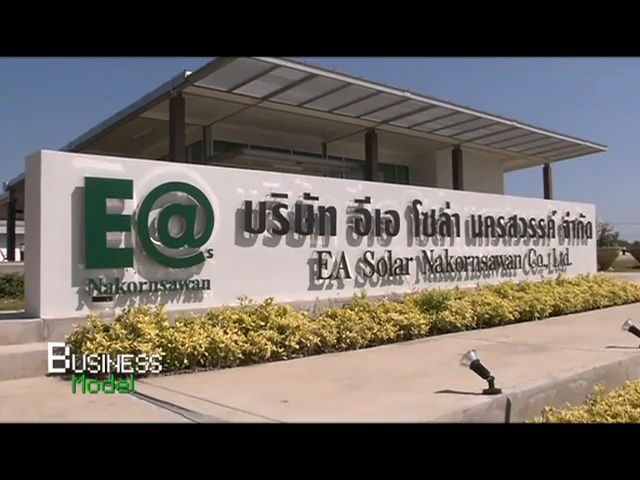 E@s
Nakornsawan
บริษัท อีเอ โซล่า นครสวรรค์ จำกัด
EA Solar Nakornsawan Co., Ltd.
BUSINESS
Model